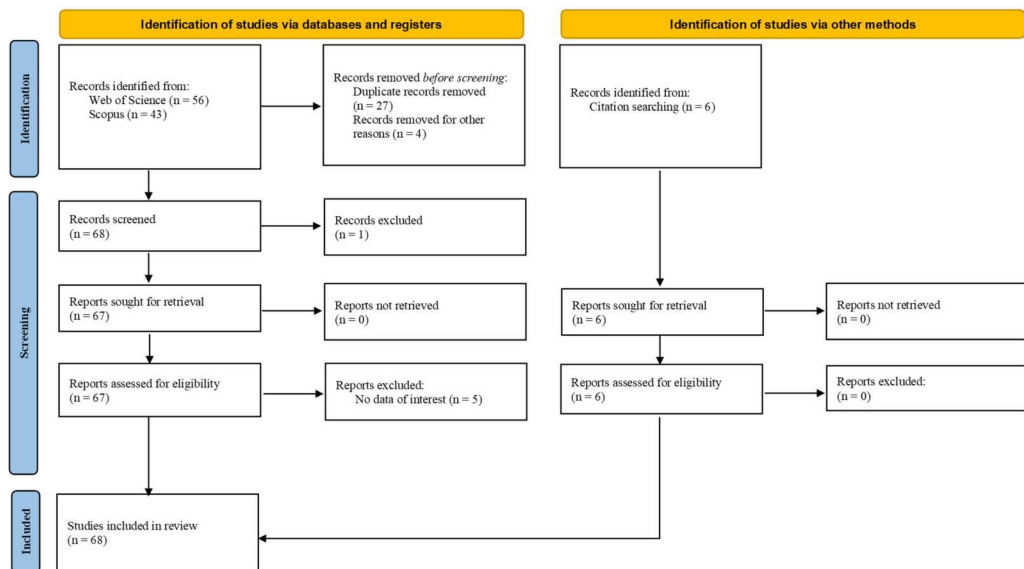 Identification of studies via databases and registers
Identification of studies via other methods
Identification
Records identified from:
Web of Science (n = 56)
Scopus (n = 43)
Records removed before screening:
Duplicate records removed
(n = 27)
Records removed for other
reasons (n = 4)
Records identified from:
Citation searching (n = 6)
Screening
Records screened
(n = 68)
Records excluded
(n = 1)
Reports sought for retrieval
(n = 67)
Reports not retrieved
(n = 0)
Reports sought for retrieval
(n = 6)
Reports not retrieved
(n = 0)
Reports assessed for eligibility
(n = 67)
Reports excluded:
No data of interest (n = 5)
Reports assessed for eligibility
(n = 6)
Reports excluded:
(n = 0)
Included
Studies included in review
(n = 68)